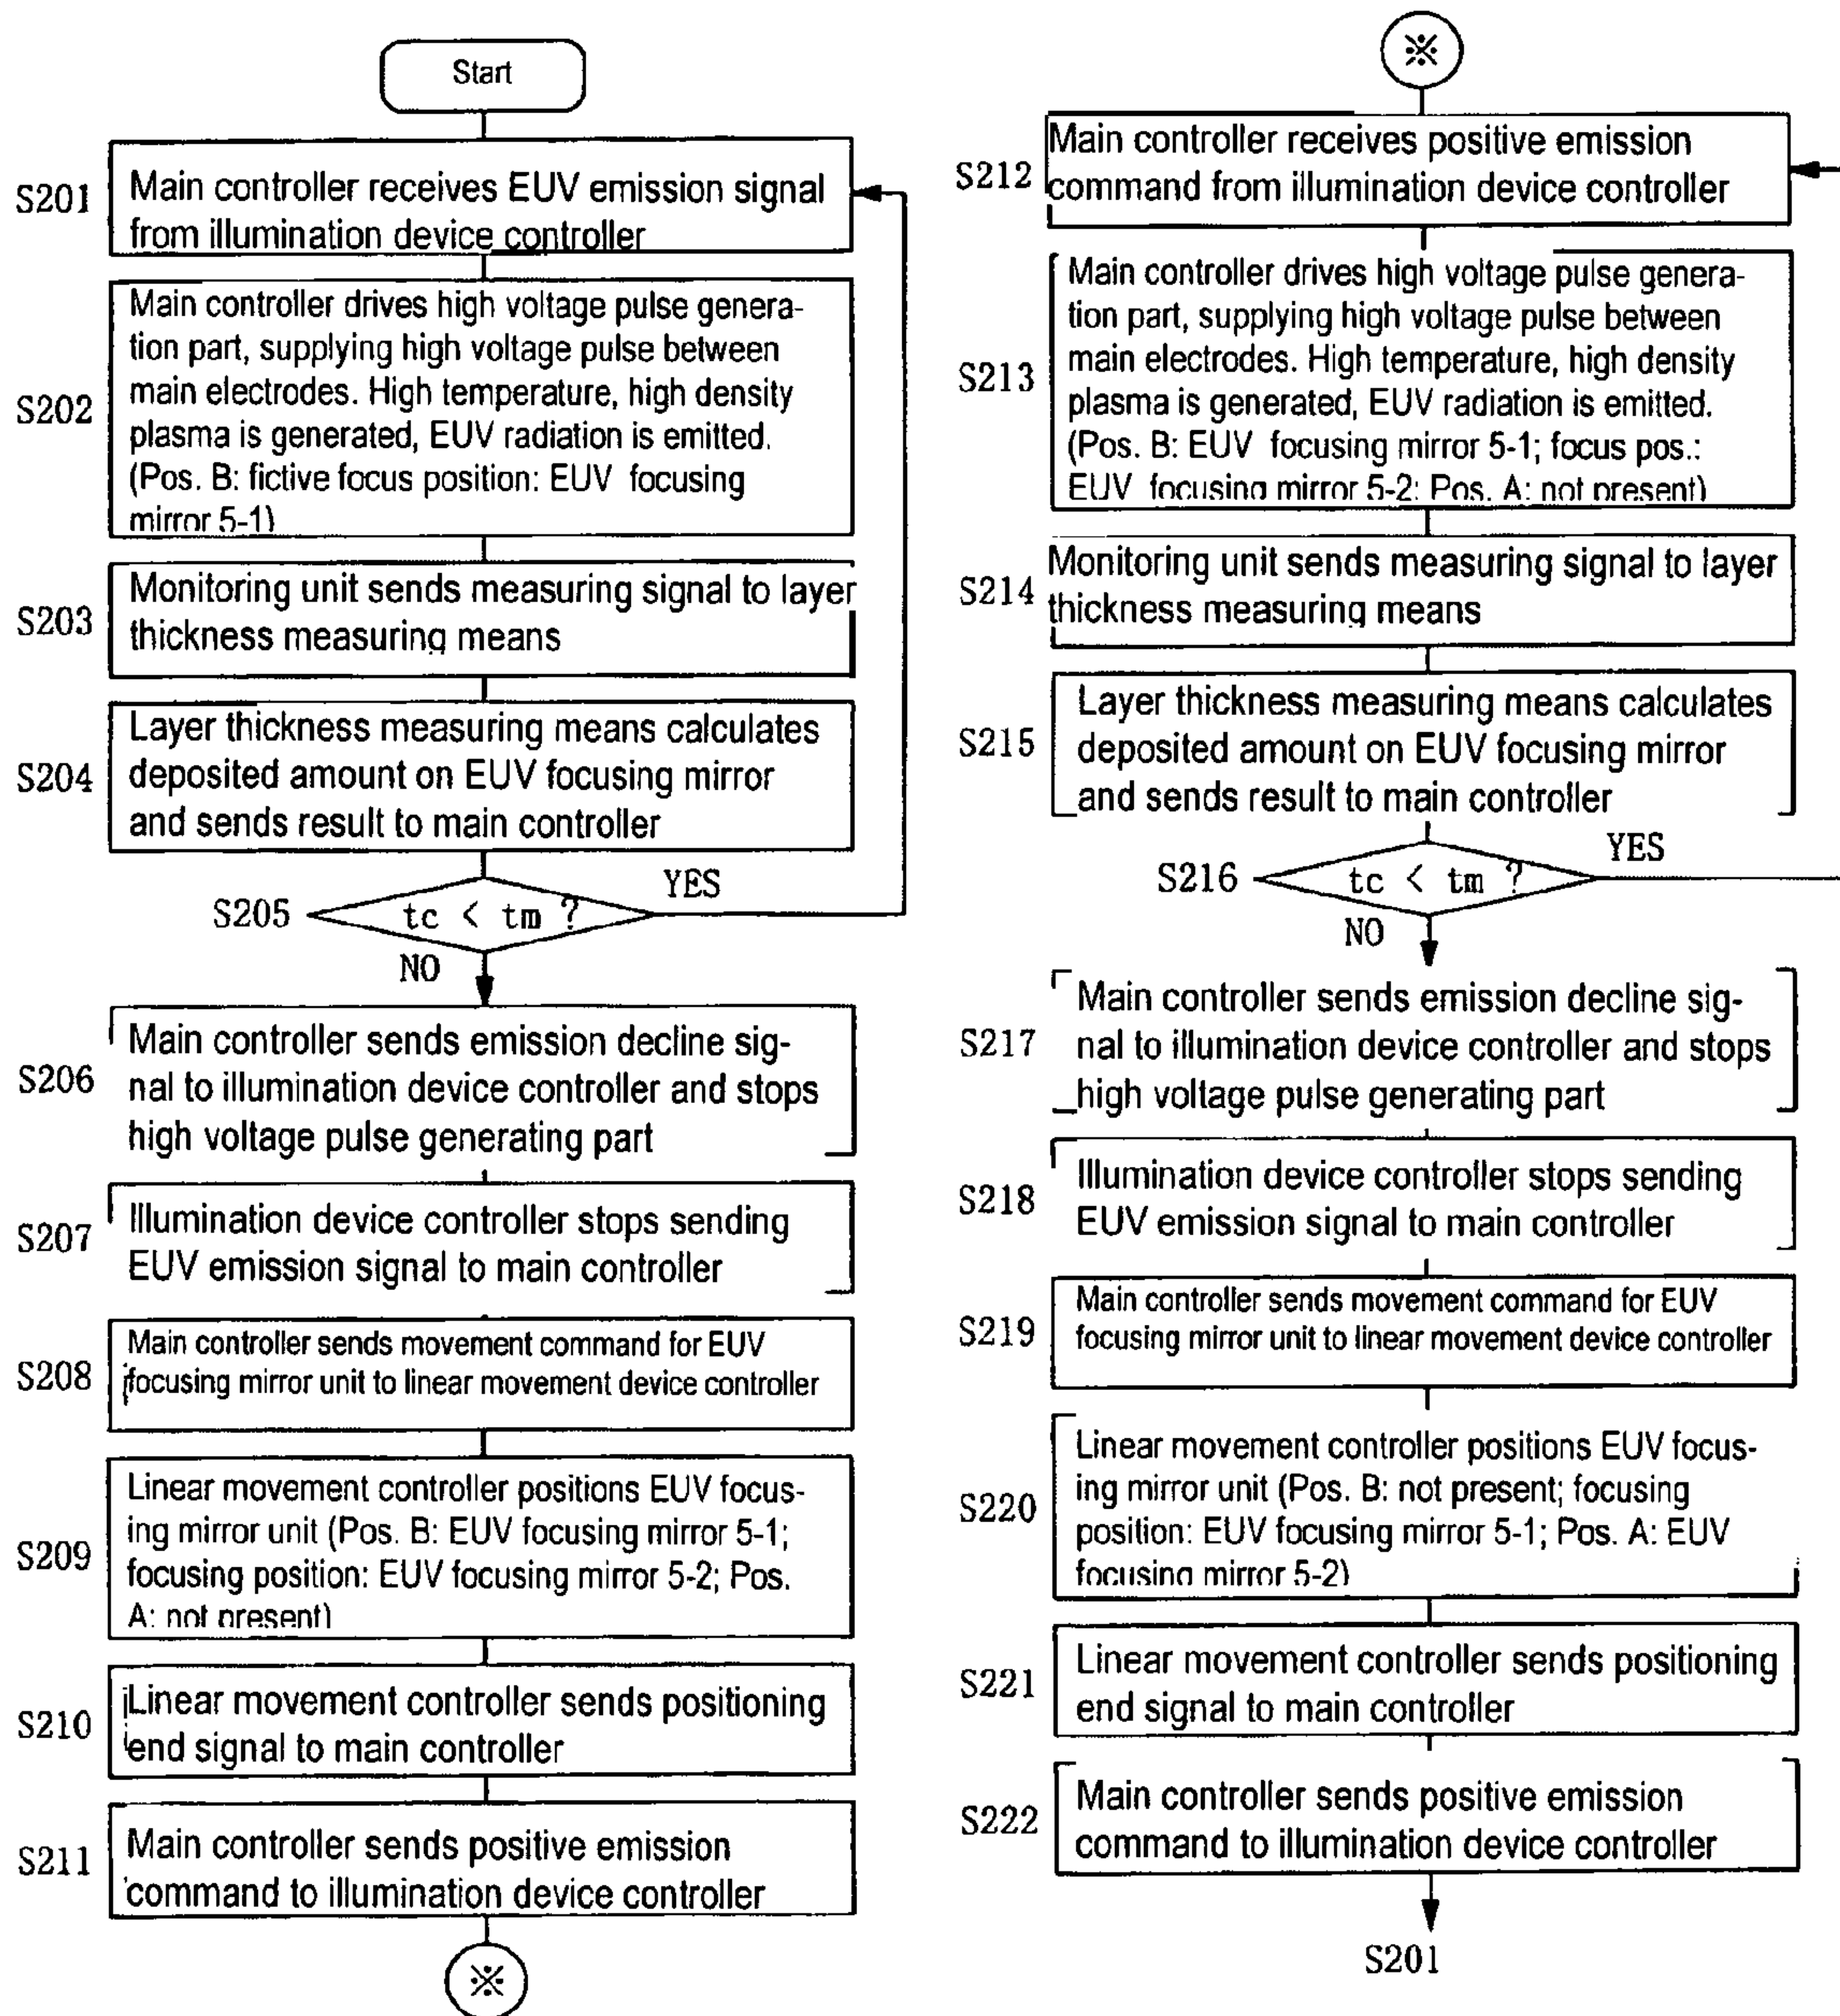 Start
S201
Main controller receives EUV emission signal
from illumination device controller
S202
Main controller drives high voltage pulse genera-
tion part, supplying high voltage pulse between
main electrodes. High temperature, high density
plasma is generated, EUV radiation is emitted.
(Pos. B: fictive focus position: EUV focusing
mirror 5-1)
S203
Monitoring unit sends measuring signal to layer
thickness measuring means
S204
Layer thickness measuring means calculates
deposited amount on EUV focusing mirror
and sends result to main controller
S205
tc < tm ?
YES
NO
S206
Main controller sends emission decline sig-
nal to illumination device controller and stops
high voltage pulse generating part
S207
Illumination device controller stops sending
EUV emission signal to main controller
S208
Main controller sends movement command for EUV
focusing mirror unit to linear movement device controller
S209
Linear movement controller positions EUV focus-
ing mirror unit (Pos. B: EUV focusing mirror 5-1;
focusing position: EUV focusing mirror 5-2; Pos.
A: not present)
S210
Linear movement controller sends positioning
end signal to main controller
S211
Main controller sends positive emission
command to illumination device controller
※
※
S212
Main controller receives positive emission
command from illumination device controller
S213
Main controller drives high voltage pulse genera-
tion part, supplying high voltage pulse between
main electrodes. High temperature, high density
plasma is generated, EUV radiation is emitted.
(Pos. B: EUV focusing mirror 5-1; focus pos.:
EUV focusing mirror 5-2; Pos. A: not present)
S214
Monitoring unit sends measuring signal to layer
thickness measuring means
S215
Layer thickness measuring means calculates
deposited amount on EUV focusing mirror
and sends result to main controller
S216
tc < tm ?
YES
NO
S217
Main controller sends emission decline sig-
nal to illumination device controller and stops
high voltage pulse generating part
S218
Illumination device controller stops sending
EUV emission signal to main controller
S219
Main controller sends movement command for EUV
focusing mirror unit to linear movement device controller
S220
Linear movement controller positions EUV focus-
ing mirror unit (Pos. B: not present; focusing
position: EUV focusing mirror 5-1; Pos. A: EUV
focusing mirror 5-2)
S221
Linear movement controller sends positioning
end signal to main controller
S222
Main controller sends positive emission
command to illumination device controller
S201